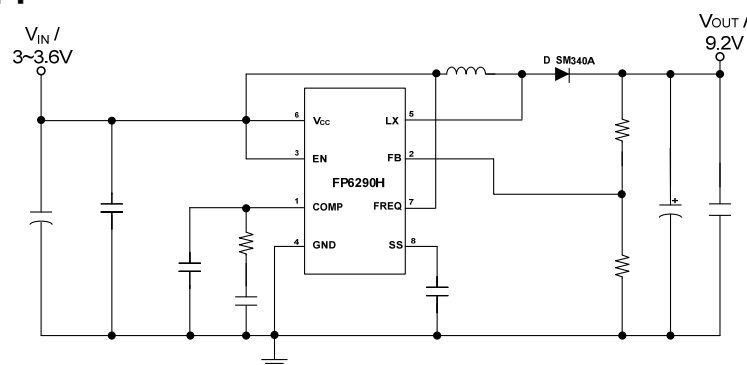 VIN /
3~3.6V
VOUT /
9.2V
D SM340A
6 VCC LX 5
3 EN FB 2
FP6290H
1 COMP FREQ 7
4 GND SS 8
+